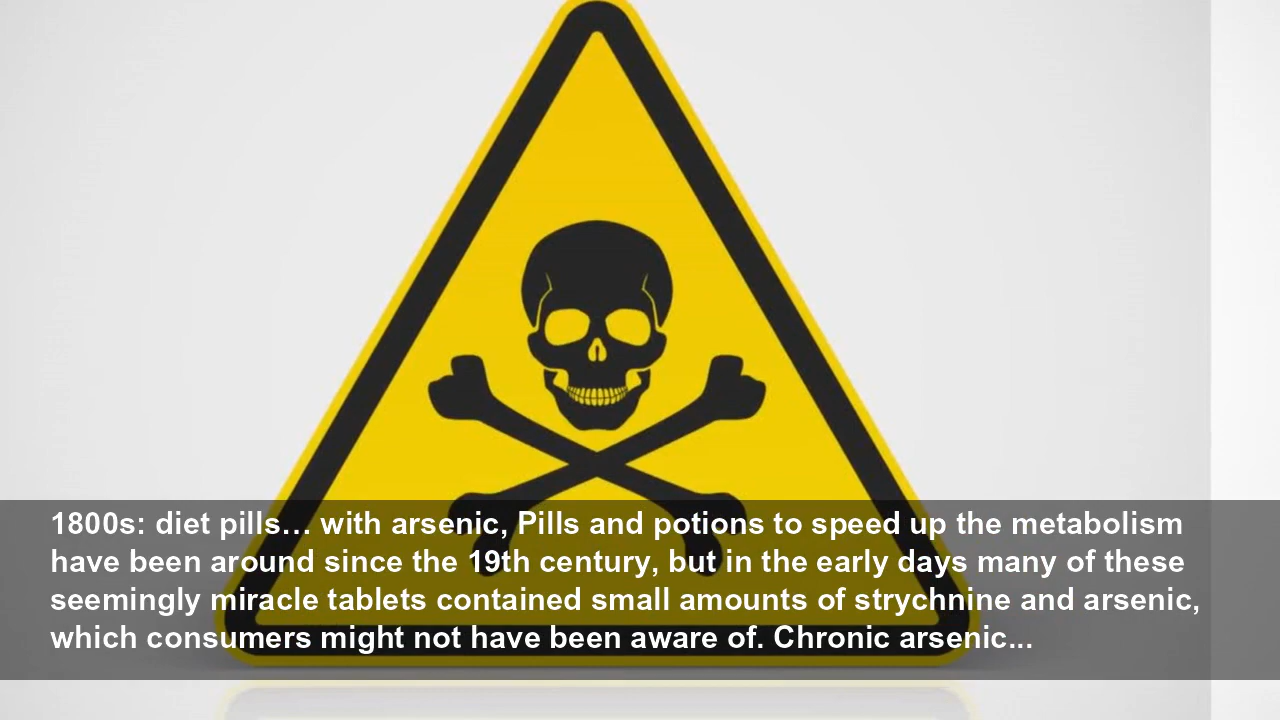 1800s: diet pills… with arsenic, Pills and potions to speed up the metabolism
have been around since the 19th century, but in the early days many of these
seemingly miracle tablets contained small amounts of strychnine and arsenic,
which consumers might not have been aware of. Chronic arsenic...